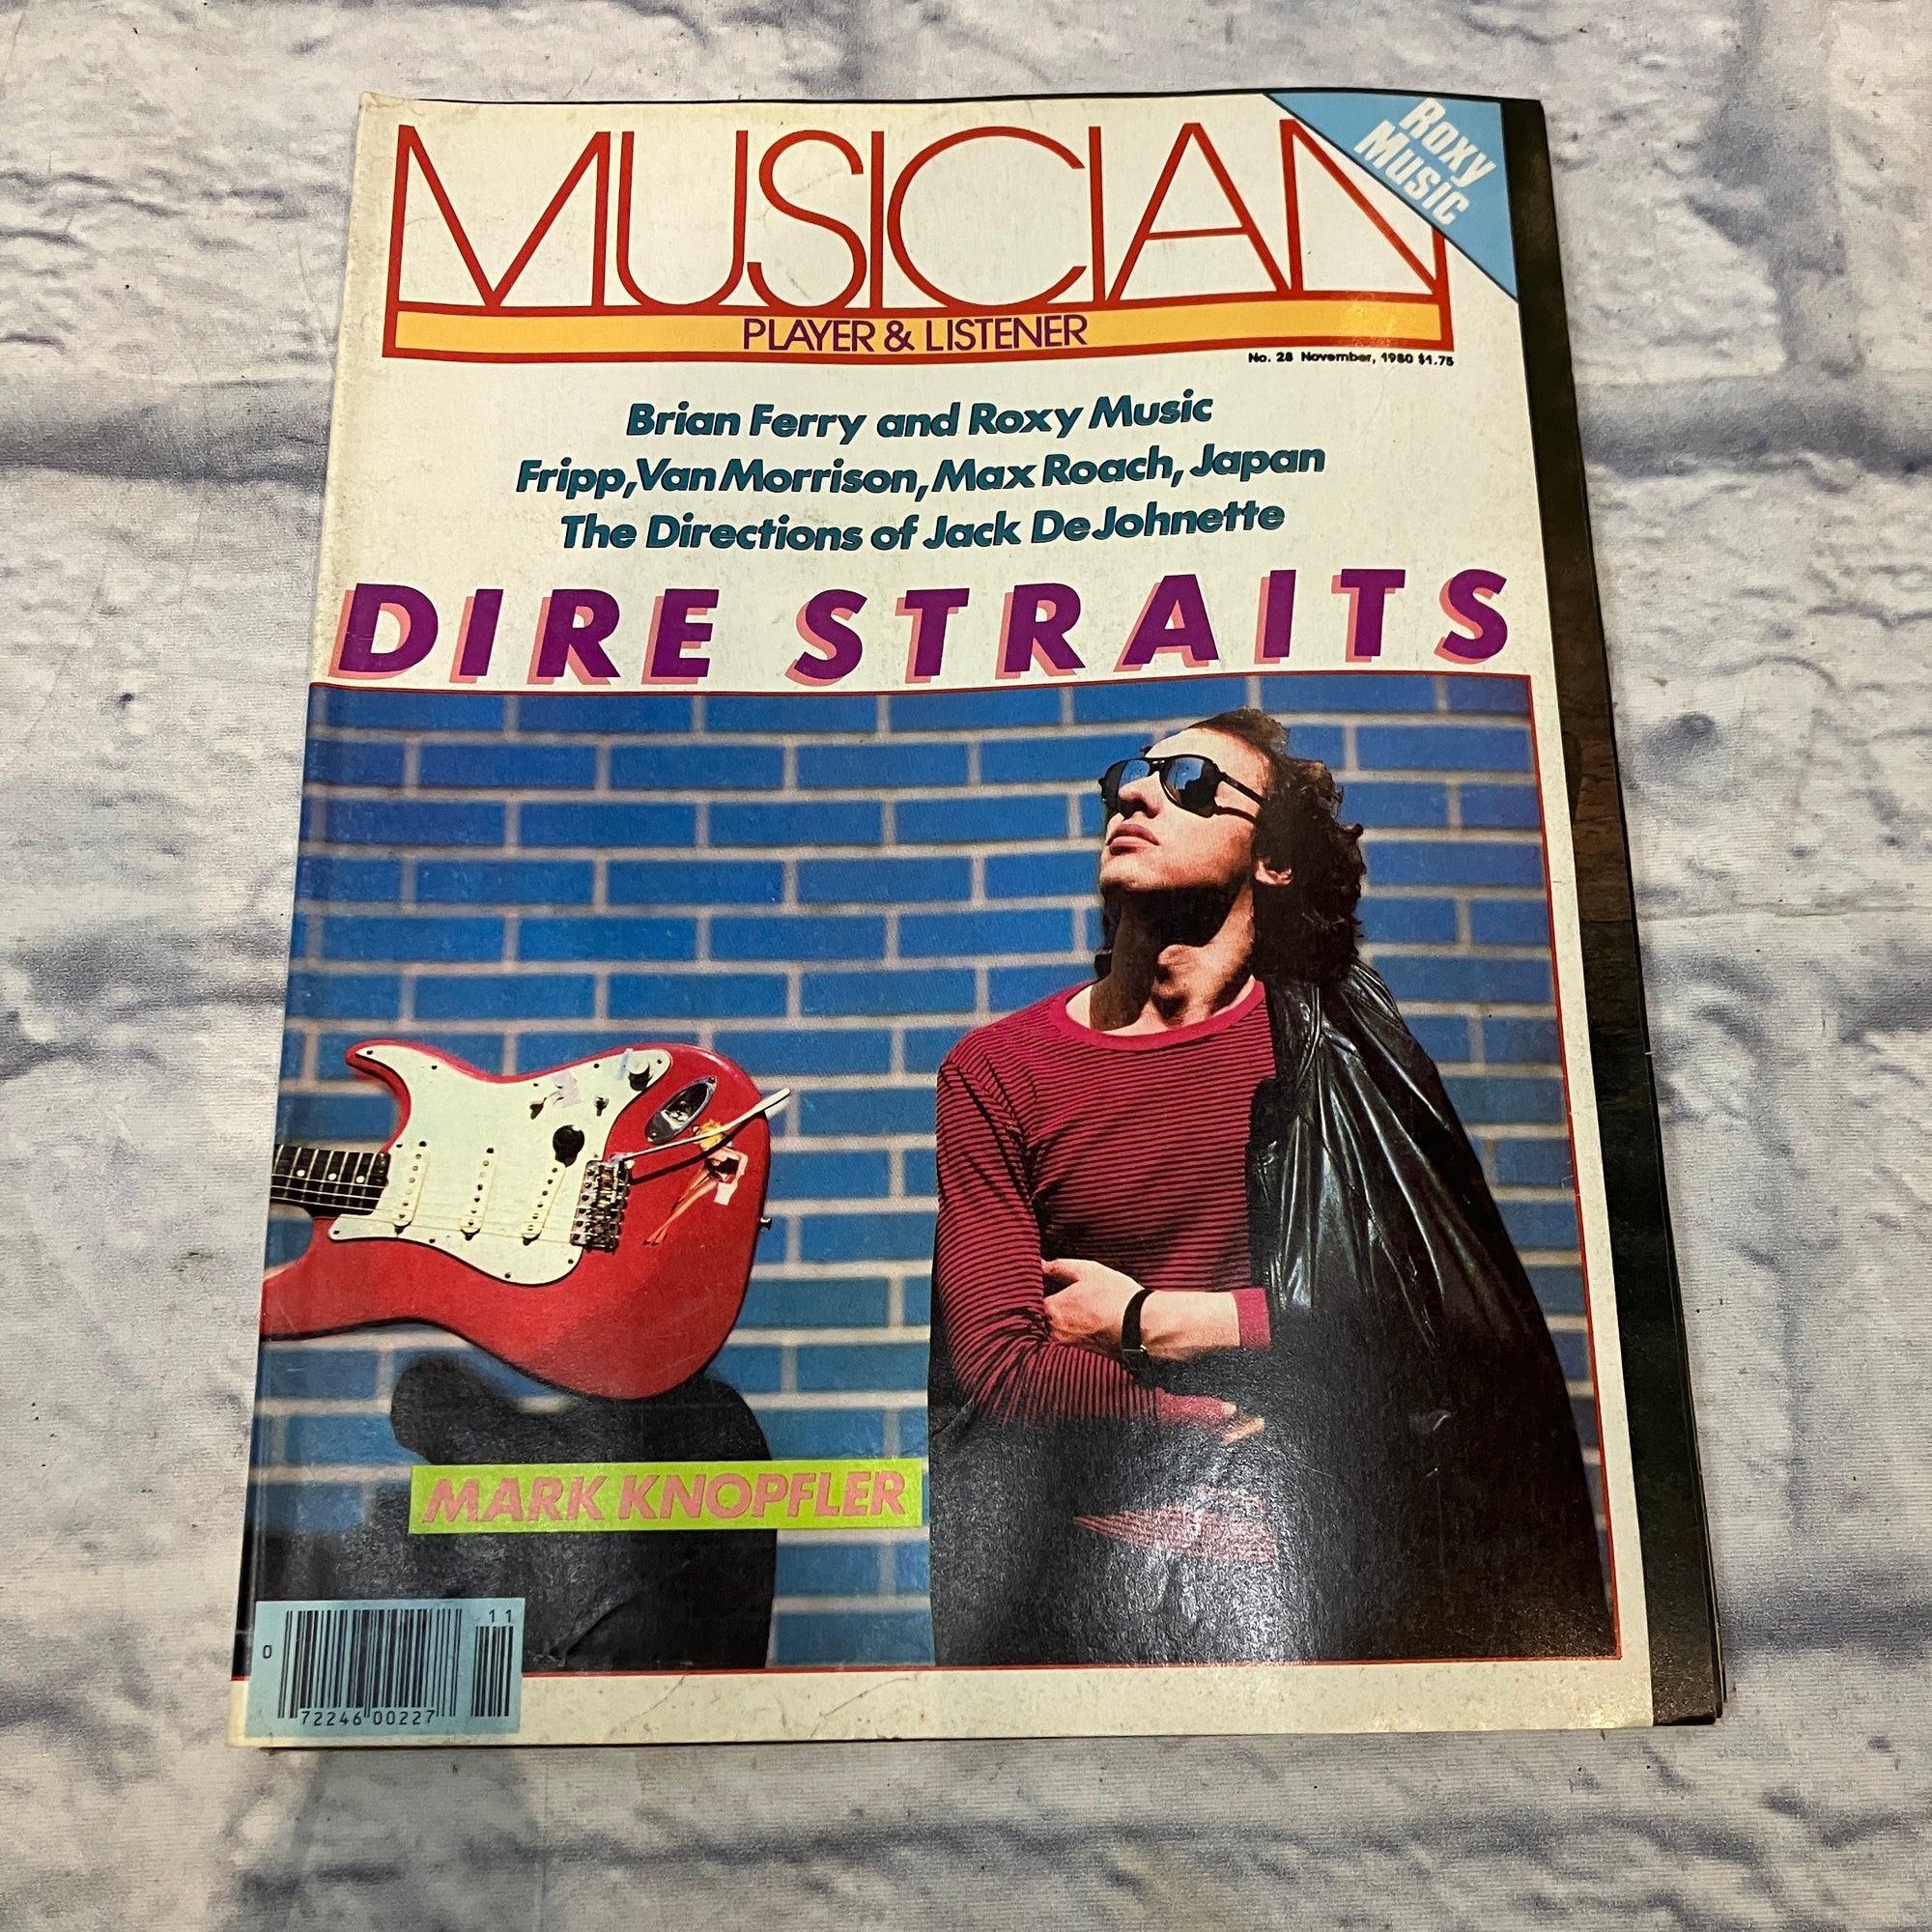 MUSICIAN
Roxy
Music
PLAYER & LISTENER
No. 28 November, 1980 $1.75
Brian Ferry and Roxy Music
Fripp, Van Morrison, Max Roach, Japan
The Directions of Jack DeJohnette
DIRE STRAITS
MARK KNOPFLER
11
0
72246 00227